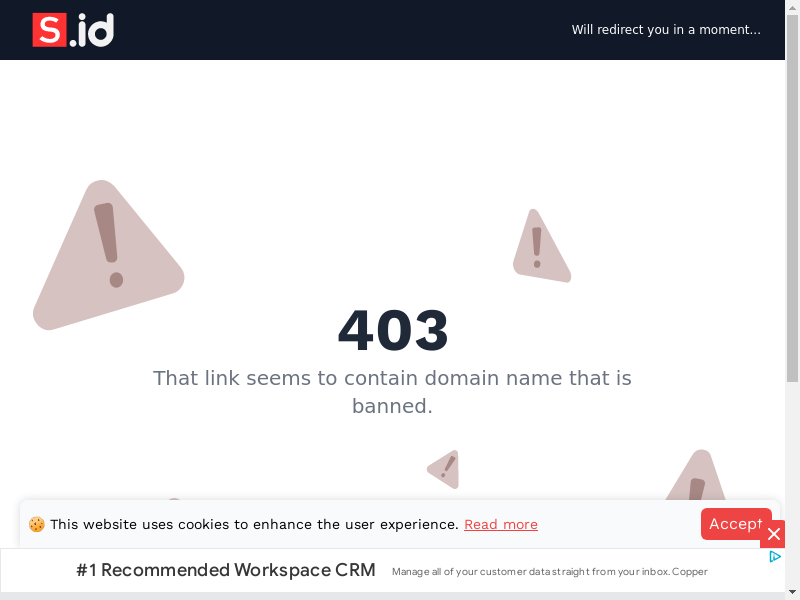 S.id
Will redirect you in a moment...
403
That link seems to contain domain name that is
banned.
🍪 This website uses cookies to enhance the user experience. Read more
Accept
#1 Recommended Workspace CRM
Manage all of your customer data straight from your inbox. Copper